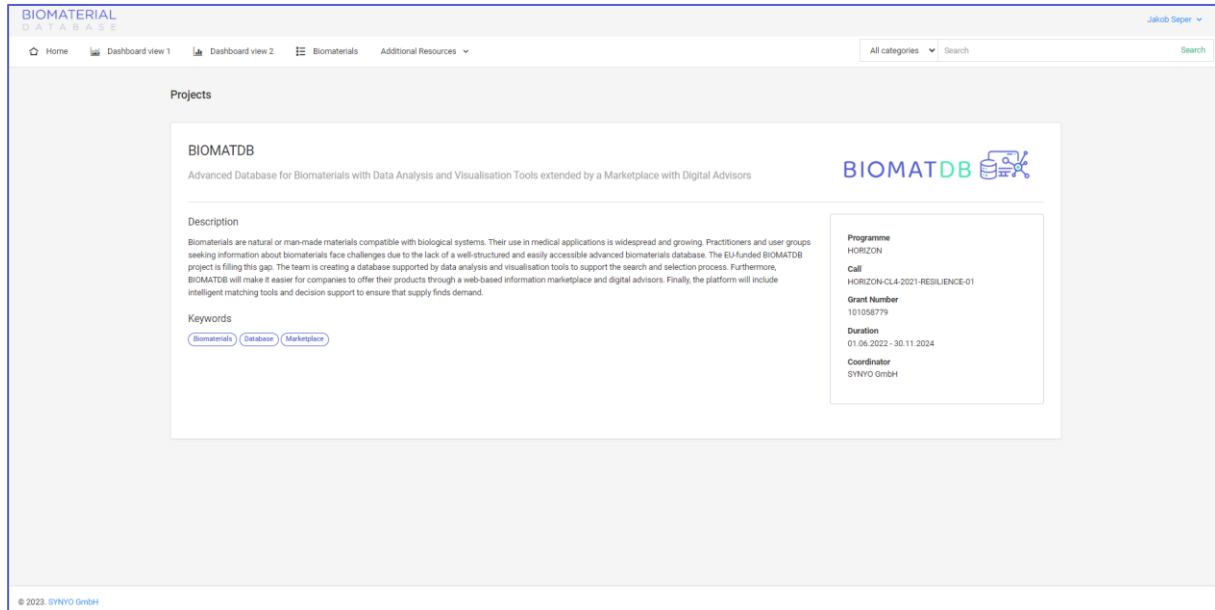 BIOMATERIAL
DATABASE
Jakob Seper
Home Dashboard view 1 Dashboard view 2 Biomaterials Additional Resources All categories Search Search
Projects
BIOMATDB
Advanced Database for Biomaterials with Data Analysis and Visualisation Tools extended by a Marketplace with Digital Advisors
BIOMATDB
Description
Biomaterials are natural or man-made materials compatible with biological systems. Their use in medical applications is widespread and growing. Practitioners and user groups
seeking information about biomaterials face challenges due to the lack of a well-structured and easily accessible advanced biomaterials database. The EU-funded BIOMATDB
project is filling this gap. The team is creating a database supported by data analysis and visualisation tools to support the search and selection process. Furthermore,
BIOMATDB will make it easier for companies to offer their products through a web-based information marketplace and digital advisors. Finally, the platform will include
intelligent matching tools and decision support to ensure that supply finds demand.
Keywords
Biomaterials Database Marketplace
Programme
HORIZON
Call
HORIZON-CL4-2021-RESILIENCE-01
Grant Number
101058779
Duration
01.06.2022 - 30.11.2024
Coordinator
SYNYO GmbH
© 2023. SYNYO GmbH